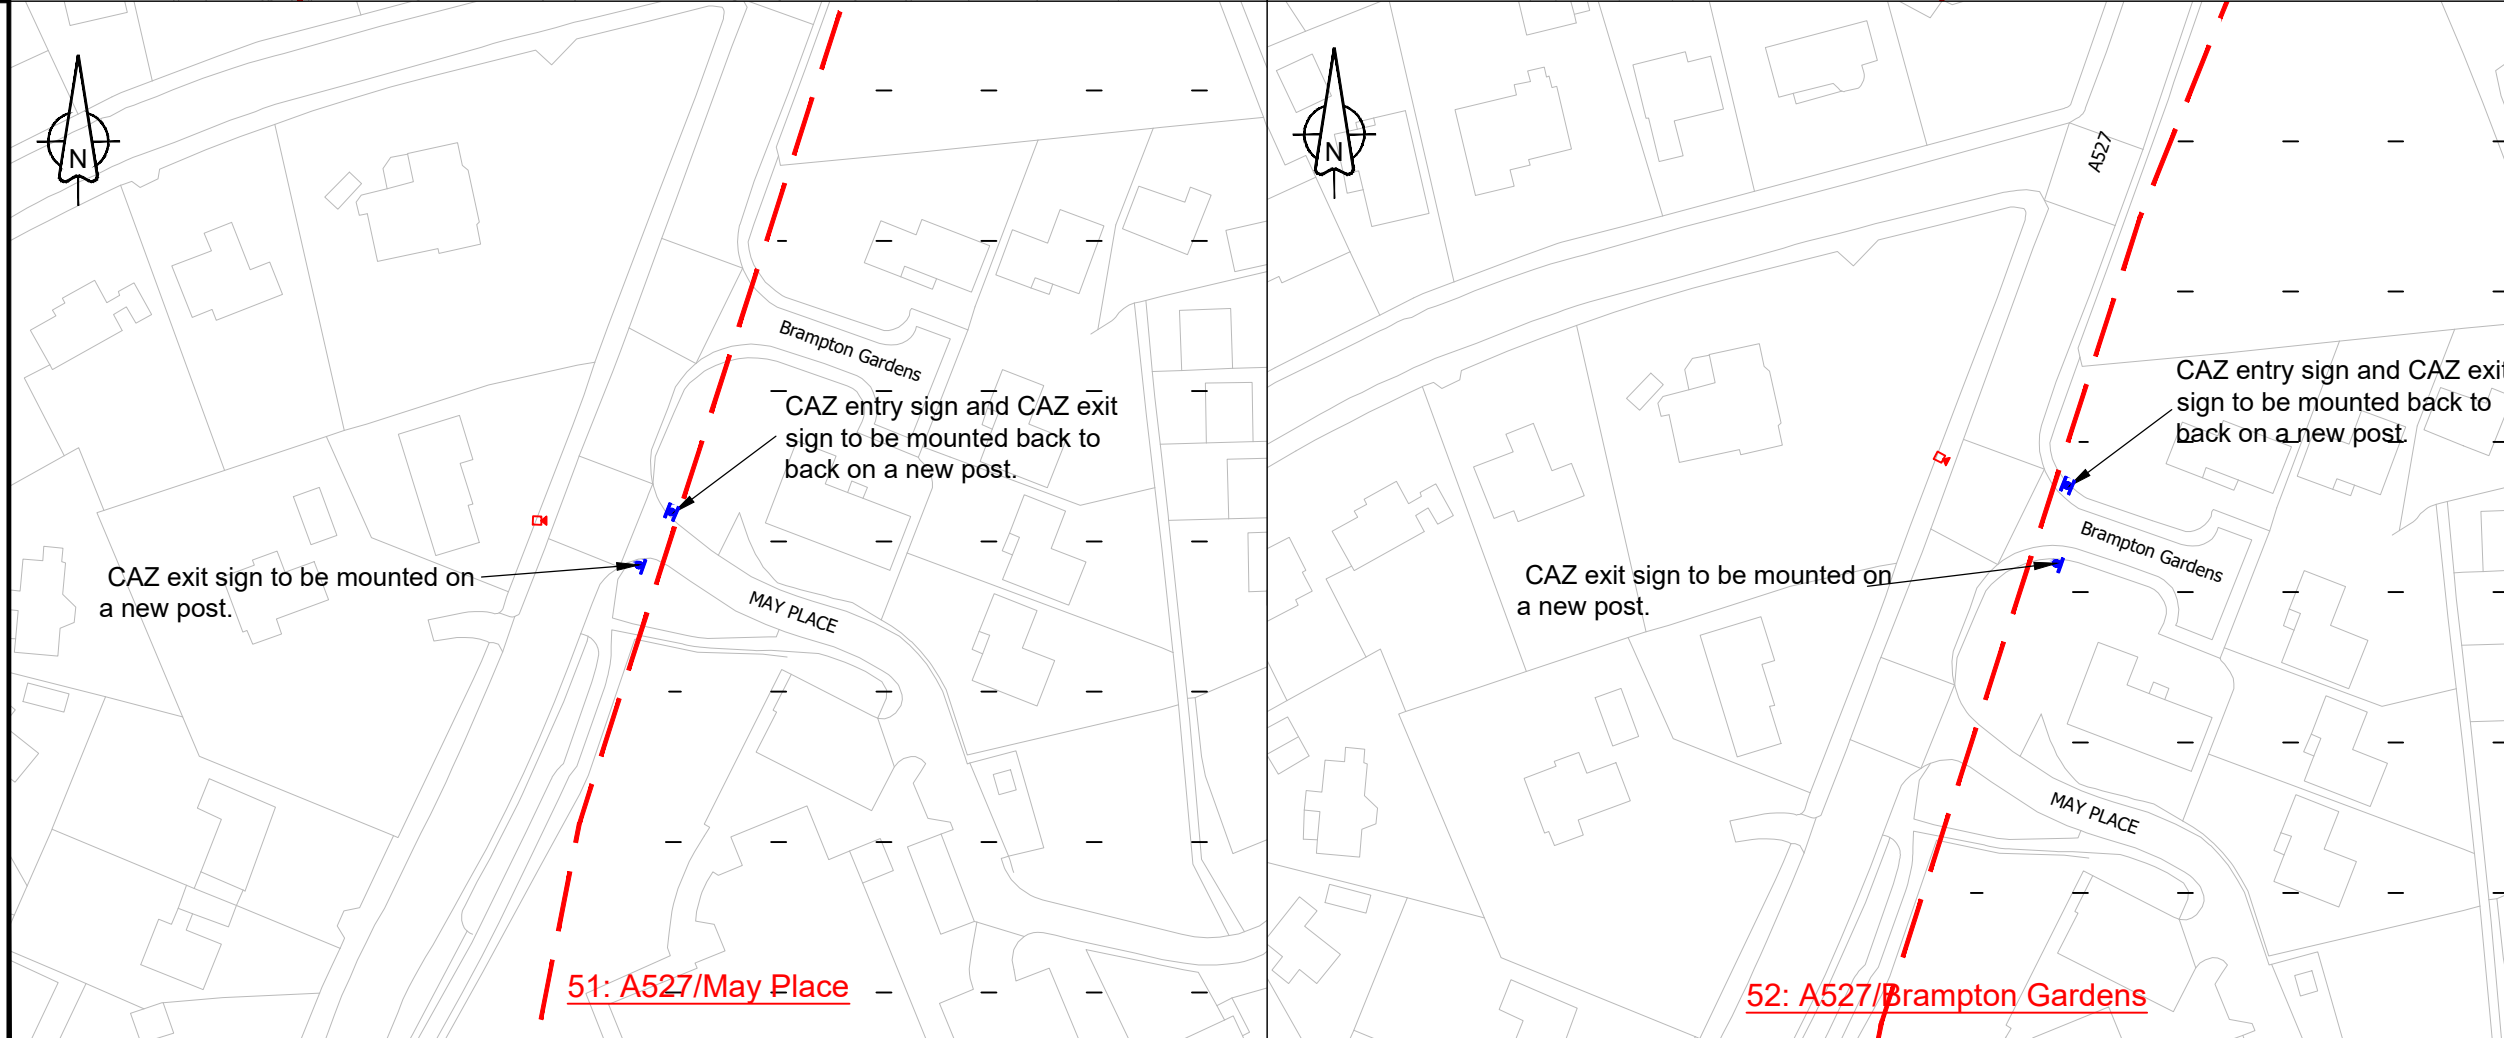 N
Brampton Gardens
CAZ entry sign and CAZ exit
sign to be mounted back to
back on a new post.
CAZ exit sign to be mounted on
a new post.
MAY PLACE
51: A527/May Place
N
A527
CAZ entry sign and CAZ exit
sign to be mounted back to
back on a new post.
Brampton Gardens
CAZ exit sign to be mounted on
a new post.
MAY PLACE
52: A527/Brampton Gardens